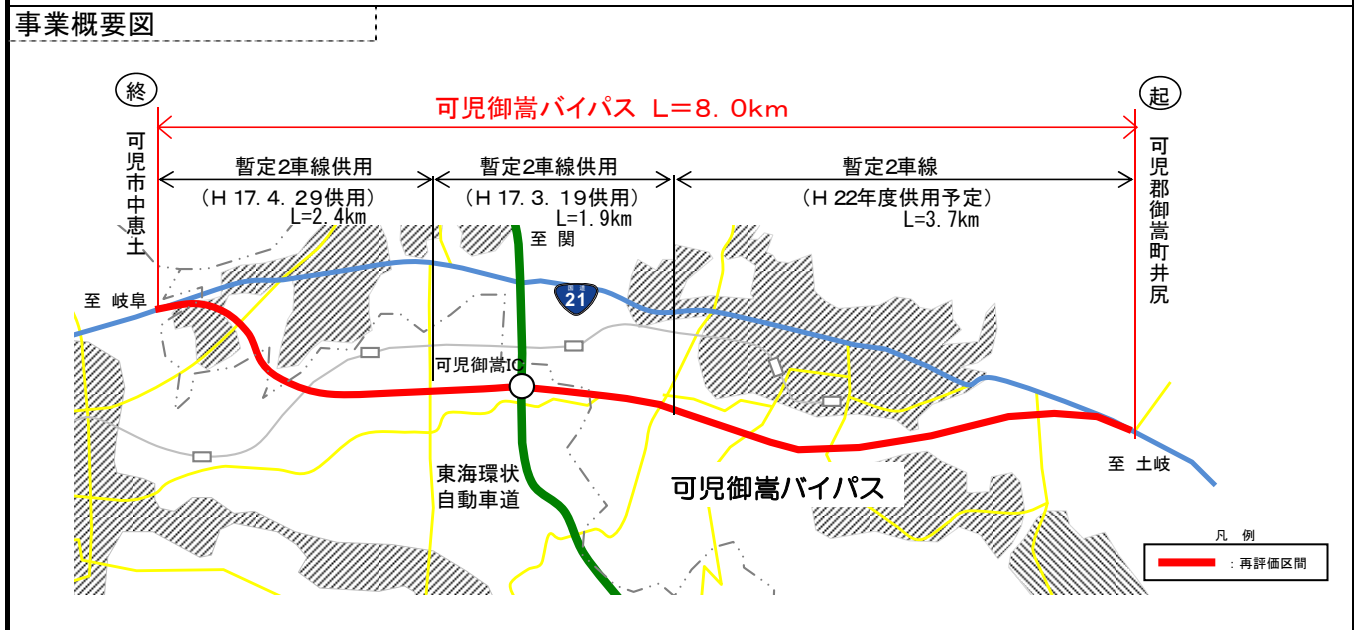 事業概要図
終
起
可児御嵩バイパス L=8.0km
可児市中恵土
可児郡御嵩町井尻
暫定2車線供用
(H 17.4.29供用)
L=2.4km
暫定2車線供用
(H 17.3.19供用)
L=1.9km
暫定2車線
(H 22年度供用予定)
L=3.7km
至 関
至 岐阜
国道
21
可児御嵩IC
東海環状
自動車道
可児御嵩バイパス
至 土岐
凡 例
:再評価区間